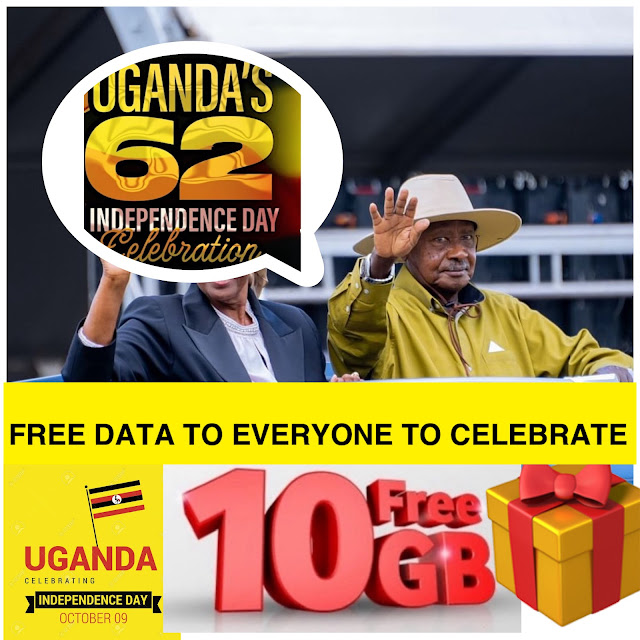 UGANDA'S
62
INDEPENDENCE DAY
Celebration
FREE DATA TO EVERYONE TO CELEBRATE
10 Free
GB
UGANDA
CELEBRATING
INDEPENDENCE DAY
OCTOBER 09